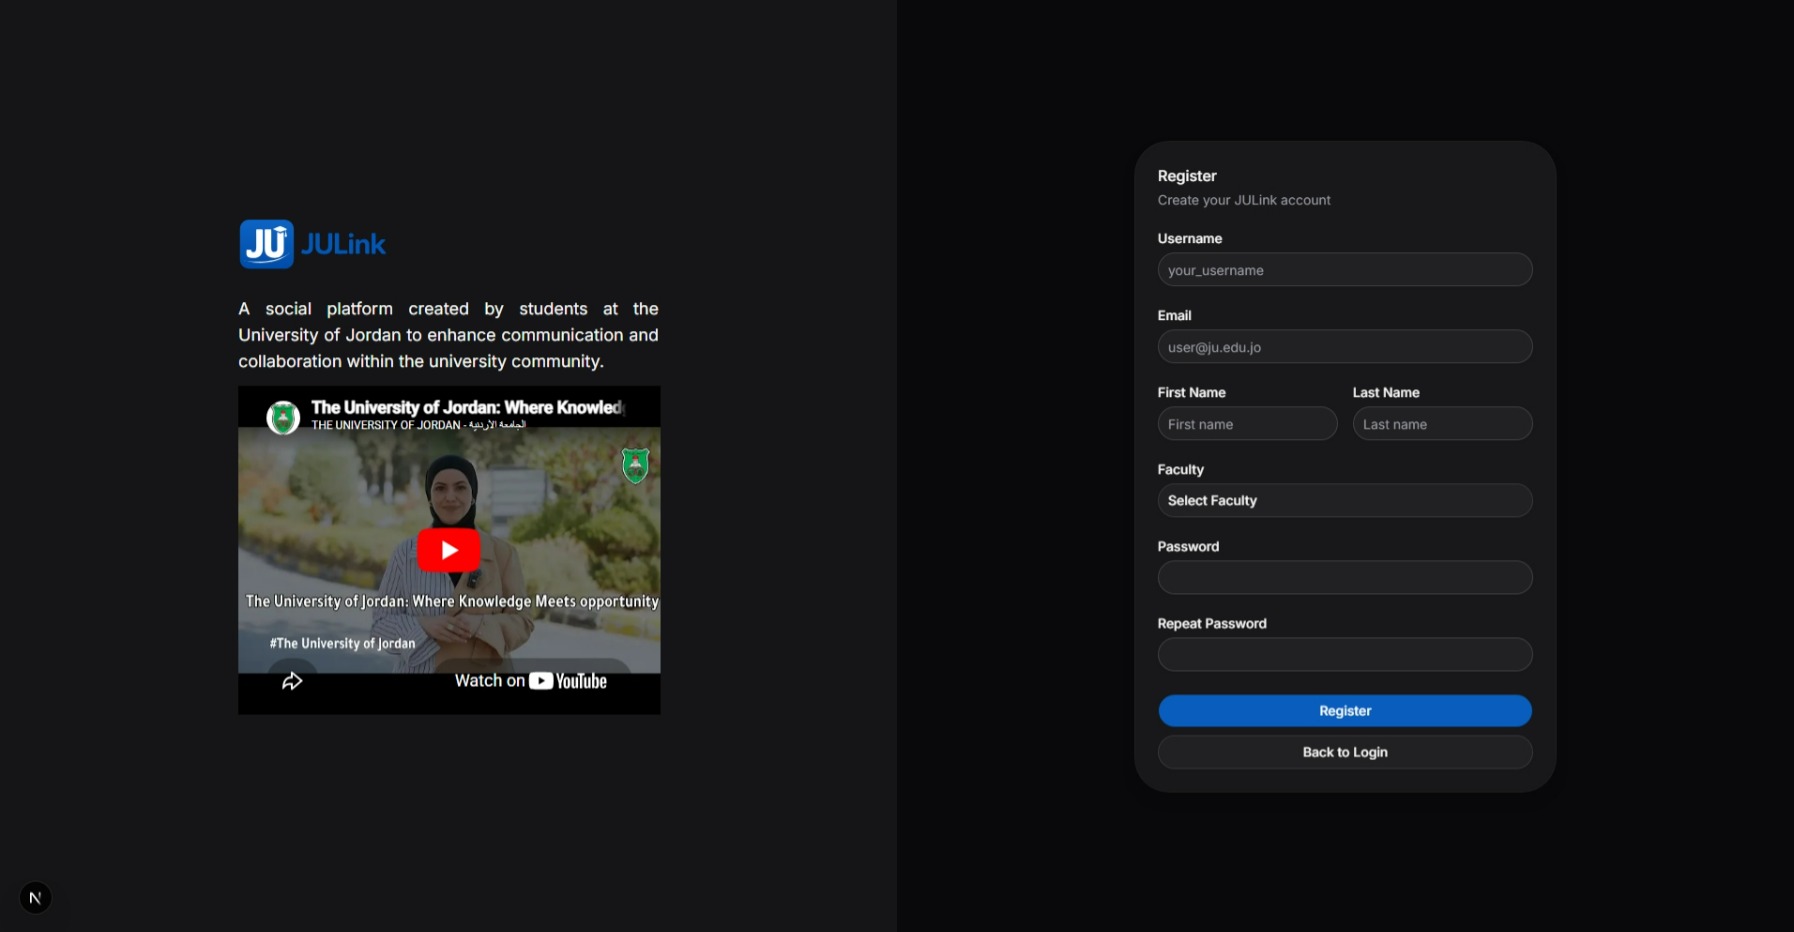 JU JULink
A social platform created by students at the
University of Jordan to enhance communication and
collaboration within the university community.
The University of Jordan: Where Knowled
THE UNIVERSITY OF JORDAN - الجامعة الأردنية
The University of Jordan: Where Knowledge Meets opportunity
#The University of Jordan
Watch on YouTube
N
Register
Create your JULink account
Username
your_username
Email
user@ju.edu.jo
First Name Last Name
First name Last name
Faculty
Select Faculty
Password
Repeat Password
Register
Back to Login